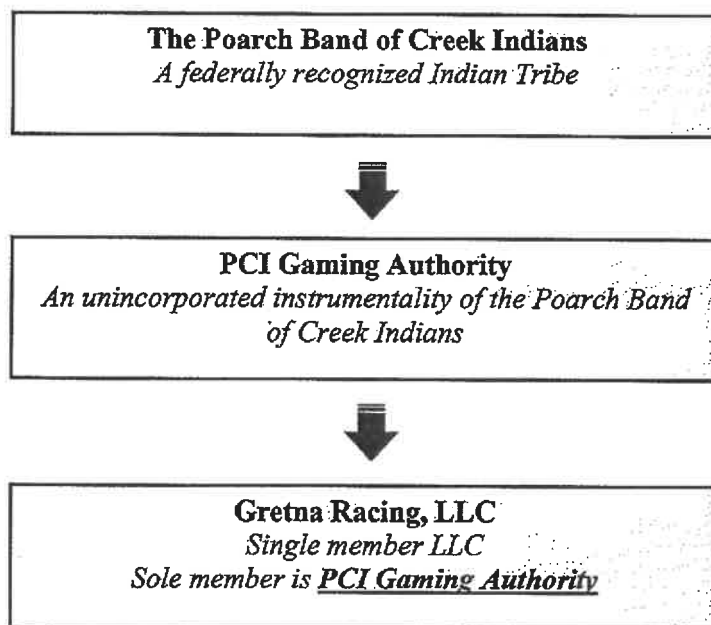 The Poarch Band of Creek Indians
A federally recognized Indian Tribe
PCI Gaming Authority
An unincorporated instrumentality of the Poarch Band
of Creek Indians
Gretna Racing, LLC
Single member LLC
Sole member is PCI Gaming Authority